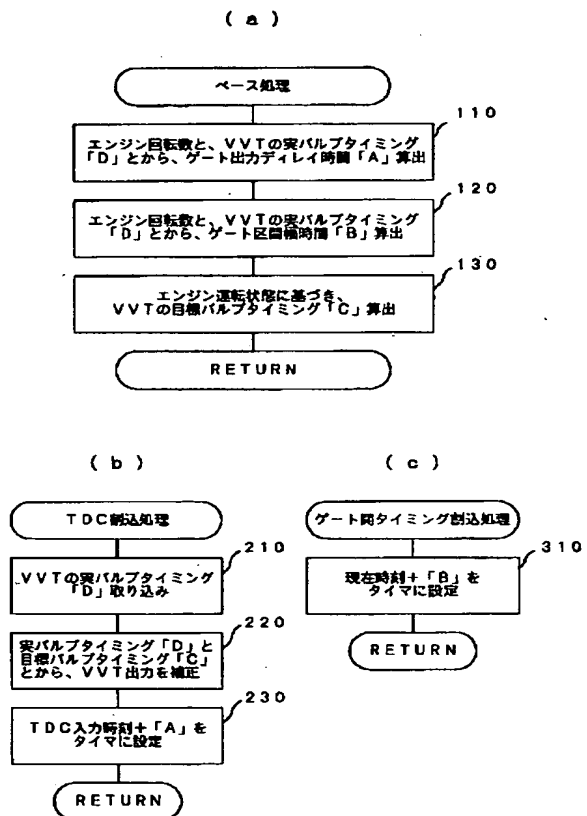 ( a )
ベース処理
110
エンジン回転数と、VVTの実バルブタイミング
「D」とから、ゲート出力ディレイ時間「A」算出
120
エンジン回転数と、VVTの実バルブタイミング
「D」とから、ゲート区間幅時間「B」算出
130
エンジン運転状態に基づき、
VVTの目標バルブタイミング「C」算出
RETURN
( b )
TDC割込処理
210
VVTの実バルブタイミング
「D」取り込み
220
実バルブタイミング「D」と
目標バルブタイミング「C」
とから、VVT出力を補正
230
TDC入力時刻+「A」を
タイマに設定
RETURN
( c )
ゲート開タイミング割込処理
310
現在時刻+「B」を
タイマに設定
RETURN